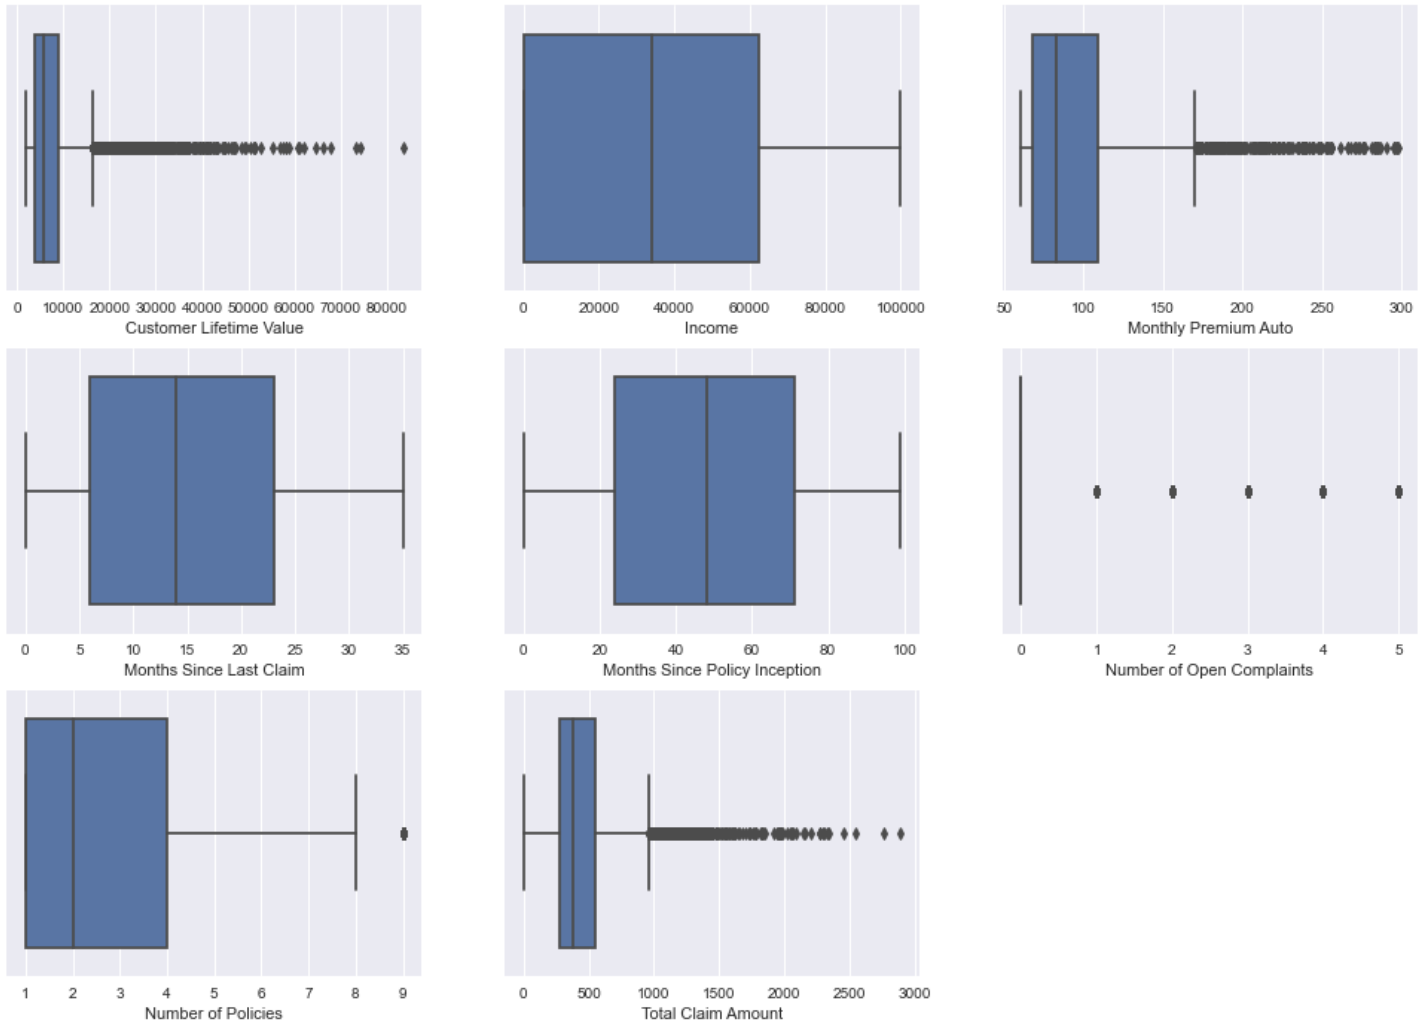 0 10000 20000 30000 40000 50000 60000 70000 80000
Customer Lifetime Value
0 20000 40000 60000 80000 100000
Income
50 100 150 200 250 300
Monthly Premium Auto
0 5 10 15 20 25 30 35
Months Since Last Claim
0 20 40 60 80 100
Months Since Policy Inception
0 1 2 3 4 5
Number of Open Complaints
1 2 3 4 5 6 7 8 9
Number of Policies
0 500 1000 1500 2000 2500 3000
Total Claim Amount